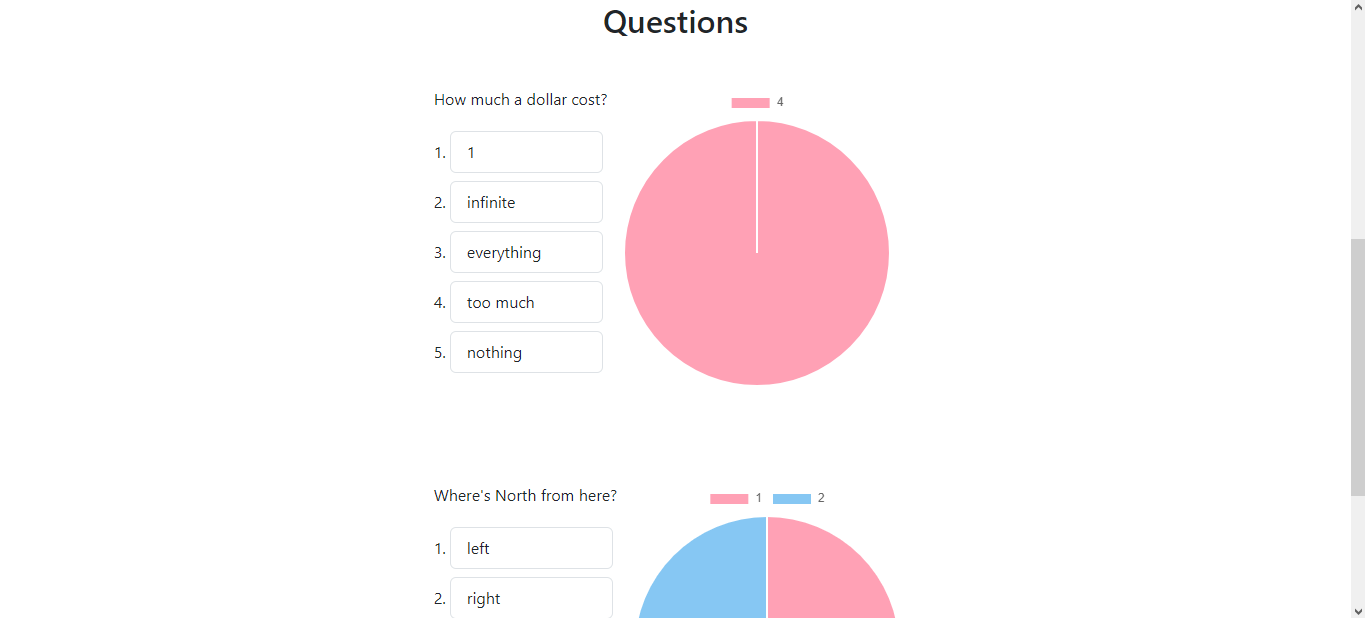 Questions
How much a dollar cost?
4
1. 1
2. infinite
3. everything
4. too much
5. nothing
Where's North from here?
1 2
1. left
2. right